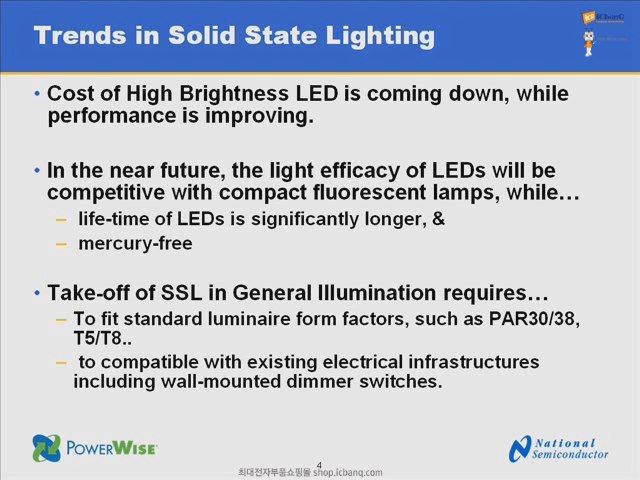 Trends in Solid State Lighting
• Cost of High Brightness LED is coming down, while
performance is improving.
• In the near future, the light efficacy of LEDs will be
competitive with compact fluorescent lamps, while…
– life-time of LEDs is significantly longer, &
– mercury-free
• Take-off of SSL in General Illumination requires…
– To fit standard luminaire form factors, such as PAR30/38,
T5/T8..
– to compatible with existing electrical infrastructures
including wall-mounted dimmer switches.
POWERWISE®
National
Semiconductor
4
최대전자부품쇼핑몰 shop.icbanq.com